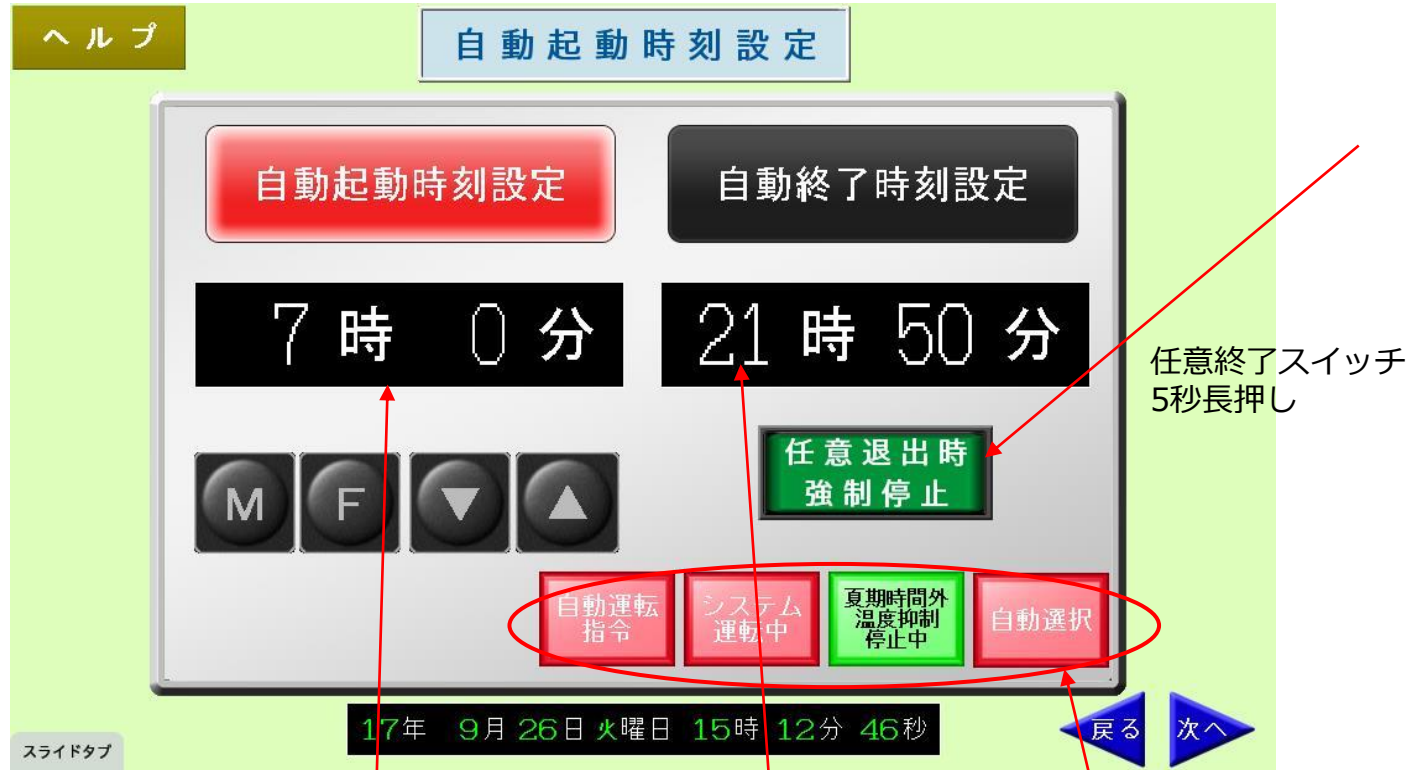 ヘルプ
自動起動時刻設定
自動起動時刻設定
自動終了時刻設定
7時 0分
21時 50分
任意終了スイッチ
5秒長押し
任意退出時
強制停止
M F ▼ ▲
自動運転
指令
システム
運転中
夏期時間外
温度抑制
停止中
自動選択
17年 9月26日火曜日 15時12分 46秒
戻る
次へ
スライドタブ